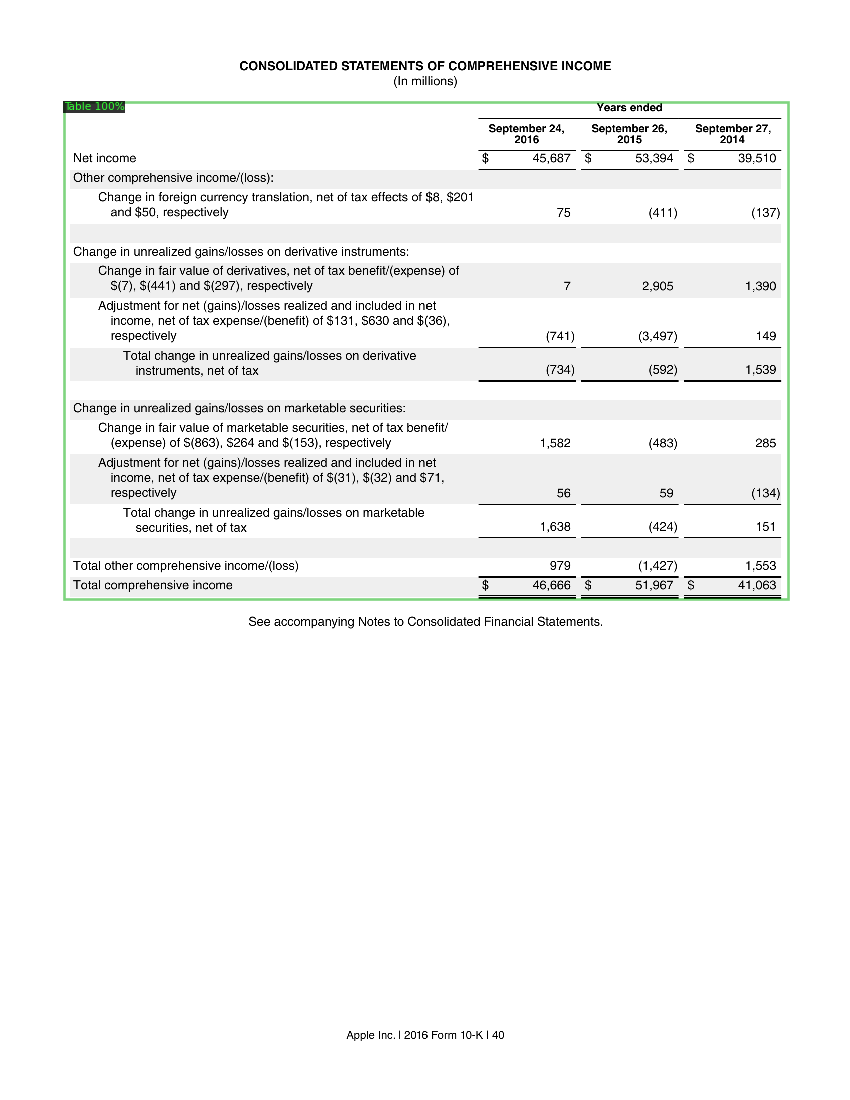 CONSOLIDATED STATEMENTS OF COMPREHENSIVE INCOME
(In millions)
Table 100%
Years ended
September 24, 2016 September 26, 2015 September 27, 2014
Net income $ 45,687 $ 53,394 $ 39,510
Other comprehensive income/(loss):
Change in foreign currency translation, net of tax effects of $8, $201
and $50, respectively 75 (411) (137)
Change in unrealized gains/losses on derivative instruments:
Change in fair value of derivatives, net of tax benefit/(expense) of
$(7), $(441) and $(297), respectively 7 2,905 1,390
Adjustment for net (gains)/losses realized and included in net
income, net of tax expense/(benefit) of $131, $630 and $(36),
respectively (741) (3,497) 149
Total change in unrealized gains/losses on derivative
instruments, net of tax (734) (592) 1,539
Change in unrealized gains/losses on marketable securities:
Change in fair value of marketable securities, net of tax benefit/
(expense) of $(863), $264 and $(153), respectively 1,582 (483) 285
Adjustment for net (gains)/losses realized and included in net
income, net of tax expense/(benefit) of $(31), $(32) and $71,
respectively 56 59 (134)
Total change in unrealized gains/losses on marketable
securities, net of tax 1,638 (424) 151
Total other comprehensive income/(loss) 979 (1,427) 1,553
Total comprehensive income $ 46,666 $ 51,967 $ 41,063
See accompanying Notes to Consolidated Financial Statements.
Apple Inc. | 2016 Form 10-K | 40